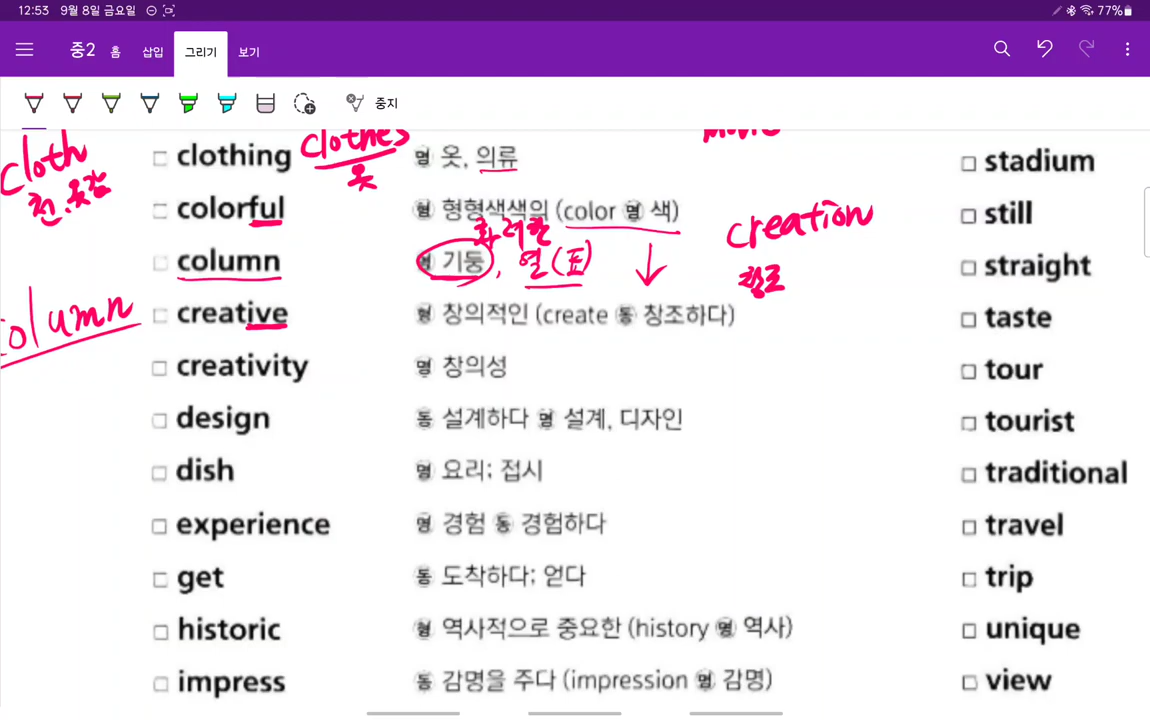 12:53 9월 8일 금요일 77%
중2 홈 삽입 그리기 보기
중지
cloth
천. 옷감
clothes
옷
□ clothing 명 옷, 의류
□ colorful 형 형형색색의 (color 명 색)
화려한
creation
창조
□ column 명 기둥, 열(표)
column
□ creative 형 창의적인 (create 동 창조하다)
□ creativity 명 창의성
□ design 동 설계하다 명 설계, 디자인
□ dish 명 요리; 접시
□ experience 명 경험 동 경험하다
□ get 동 도착하다; 얻다
□ historic 형 역사적으로 중요한 (history 명 역사)
□ impress 동 감명을 주다 (impression 명 감명)
□ stadium
□ still
□ straight
□ taste
□ tour
□ tourist
□ traditional
□ travel
□ trip
□ unique
□ view